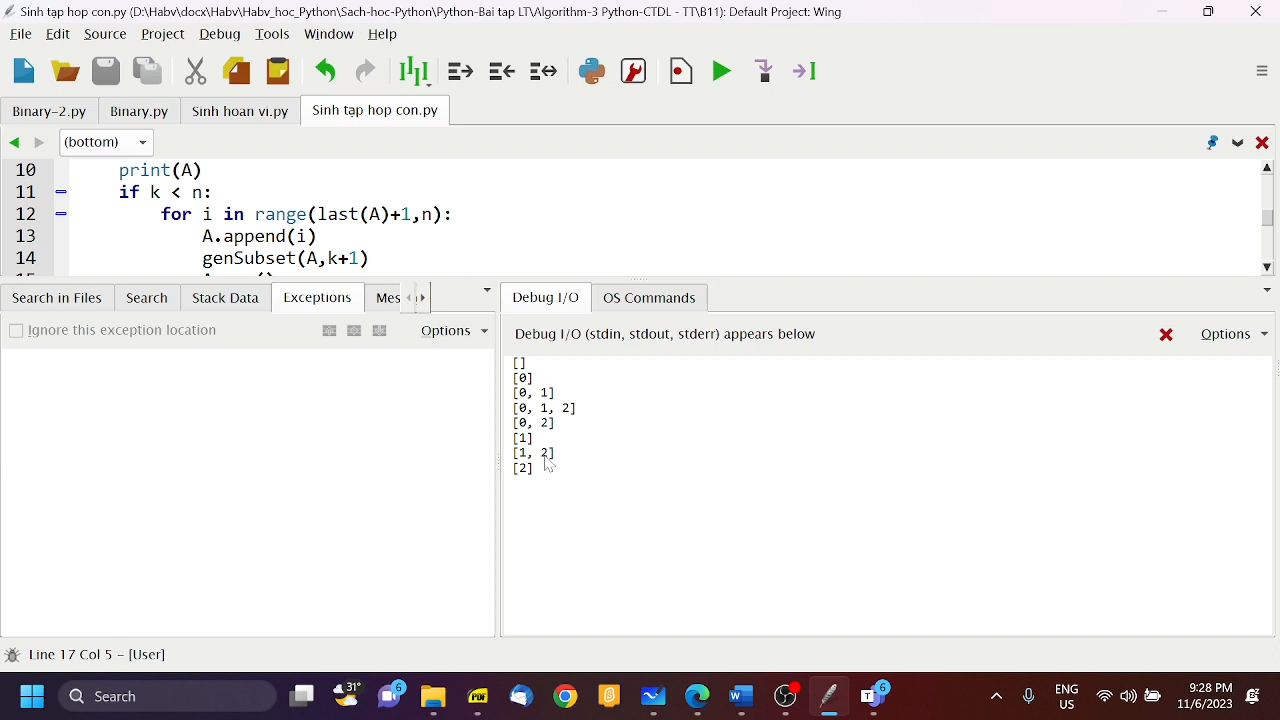 Sinh tap hop con.py (D:\Habv\docx\Habv\Habv_hoc_Python\Sach-hoc-Python\Python-Bai tap LT\Algorithm-3 Python-CTDL - TT\B11): Default Project: Wing
File Edit Source Project Debug Tools Window Help
Binary-2.py Binary.py Sinh hoan vi.py Sinh tạp hop con.py
(bottom)
10 print(A)
11 if k < n:
12 for i in range(last(A)+1,n):
13 A.append(i)
14 genSubset(A,k+1)
Search in Files Search Stack Data Exceptions Mes Debug I/O OS Commands
Ignore this exception location Options Debug I/O (stdin, stdout, stderr) appears below Options
[]
[0]
[0, 1]
[0, 1, 2]
[0, 2]
[1]
[1, 2]
[2]
Line 17 Col 5 – [User]
Search 31° 6 PDF 6 ENG US 9:28 PM 11/6/2023